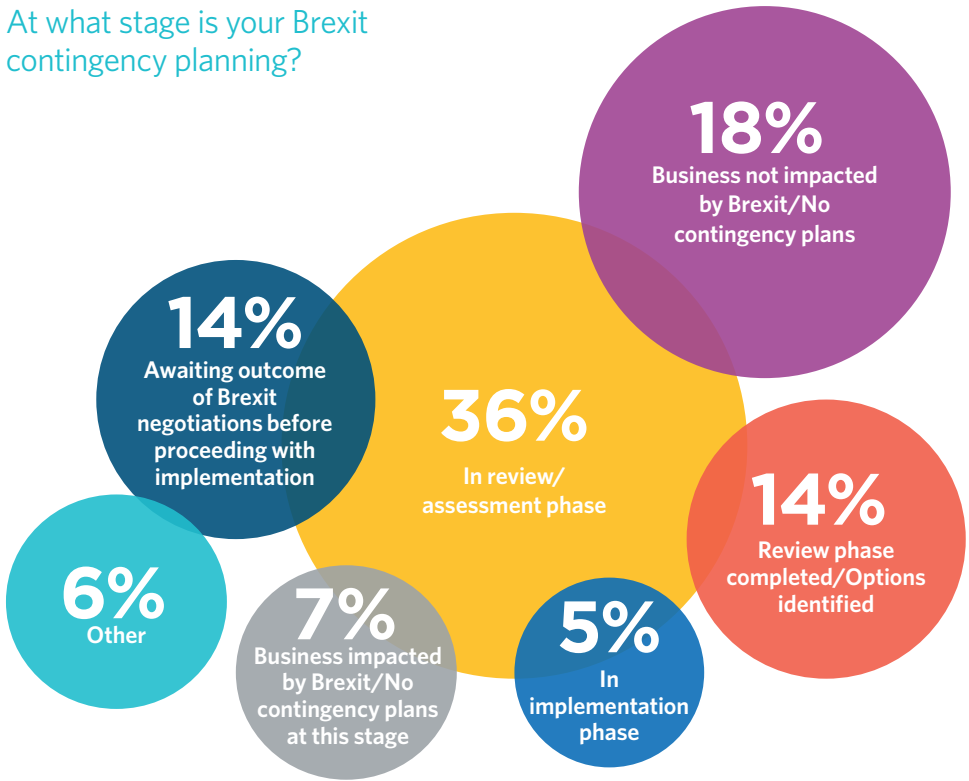 At what stage is your Brexit
contingency planning?
18%
Business not impacted
by Brexit/No
contingency plans
14%
Awaiting outcome
of Brexit
negotiations before
proceeding with
implementation
36%
In review/
assessment phase
14%
Review phase
completed/Options
identified
6%
Other
7%
Business impacted
by Brexit/No
contingency plans
at this stage
5%
In
implementation
phase